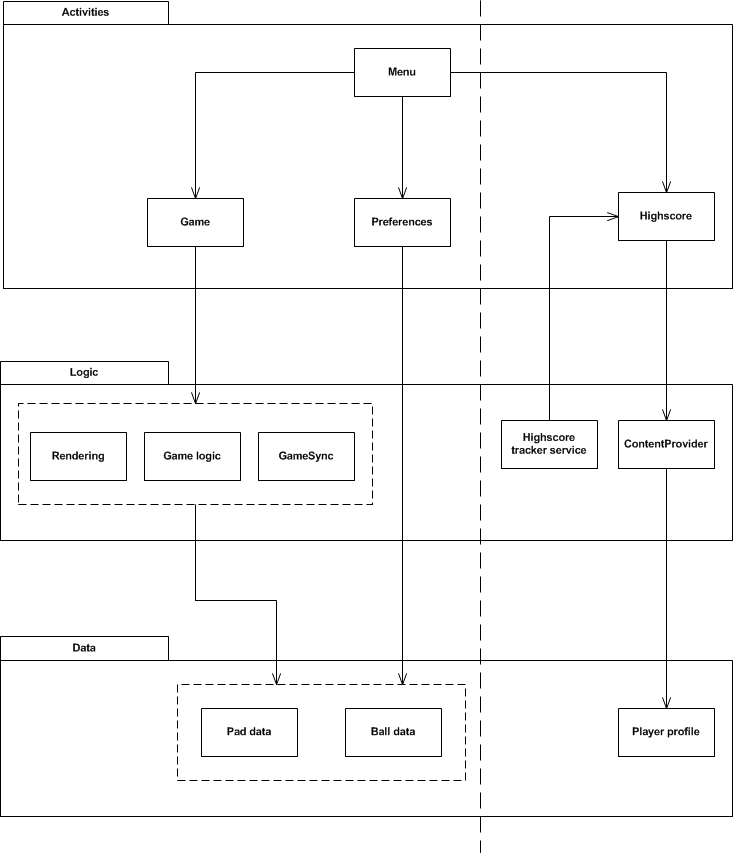 Activities
Menu
Game
Preferences
Highscore
Logic
Rendering
Game logic
GameSync
Highscore
tracker service
ContentProvider
Data
Pad data
Ball data
Player profile